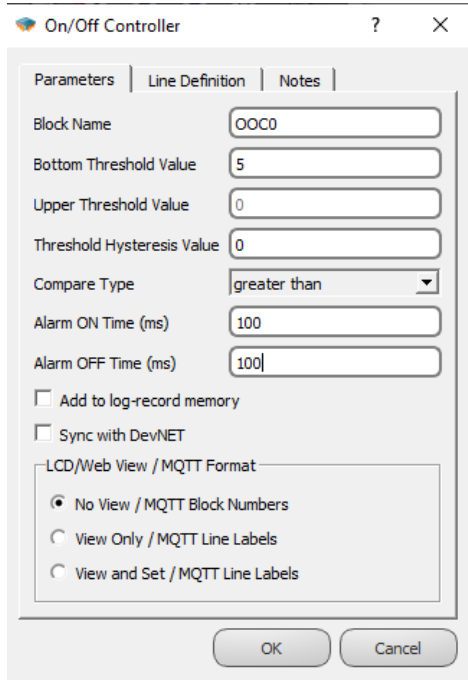 On/Off Controller ?
Parameters Line Definition Notes
Block Name OOC0
Bottom Threshold Value 5
Upper Threshold Value 0
Threshold Hysteresis Value 0
Compare Type greater than
Alarm ON Time (ms) 100
Alarm OFF Time (ms) 100
Add to log-record memory
Sync with DevNET
LCD/Web View / MQTT Format
No View / MQTT Block Numbers
View Only / MQTT Line Labels
View and Set / MQTT Line Labels
OK Cancel